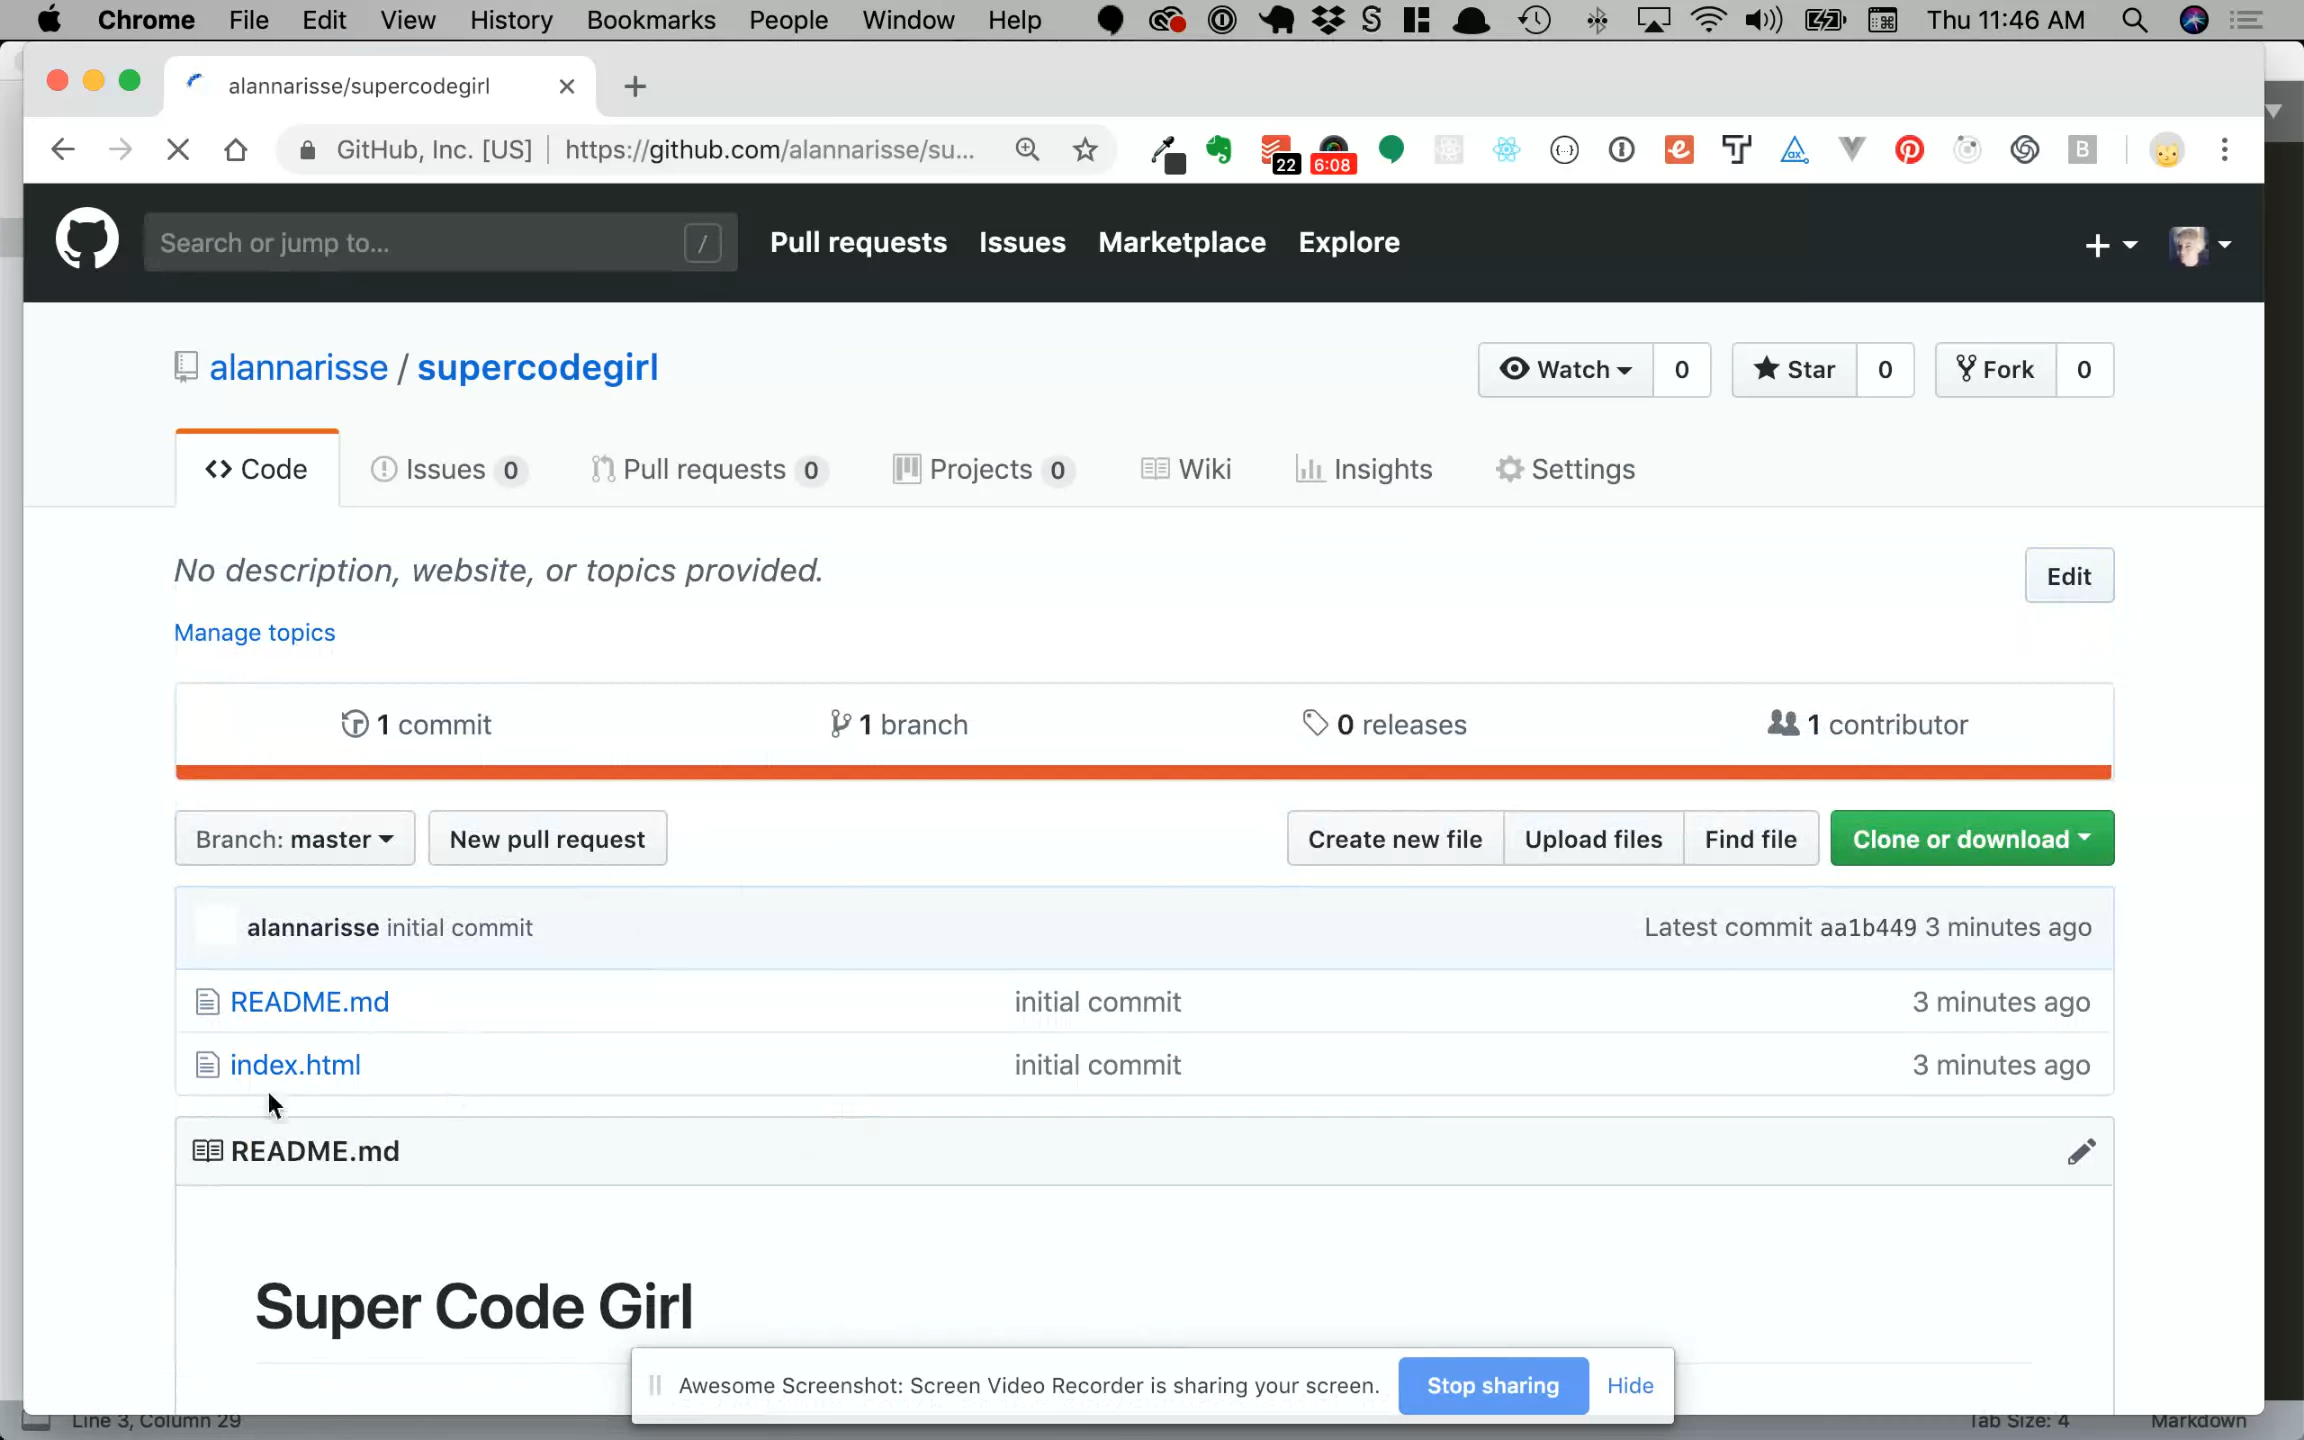 Chrome File Edit View History Bookmarks People Window Help Thu 11:46 AM
alannarisse/supercodegirl
GitHub, Inc. [US] https://github.com/alannarisse/su... 22 6:08
Search or jump to... / Pull requests Issues Marketplace Explore
alannarisse / supercodegirl Watch 0 Star 0 Fork 0
Code Issues 0 Pull requests 0 Projects 0 Wiki Insights Settings
No description, website, or topics provided. Edit
Manage topics
1 commit 1 branch 0 releases 1 contributor
Branch: master New pull request Create new file Upload files Find file Clone or download
alannarisse initial commit Latest commit aa1b449 3 minutes ago
README.md initial commit 3 minutes ago
index.html initial commit 3 minutes ago
README.md
Super Code Girl
Awesome Screenshot: Screen Video Recorder is sharing your screen. Stop sharing Hide
Line 3, Column 29 Tab Size: 4 Markdown